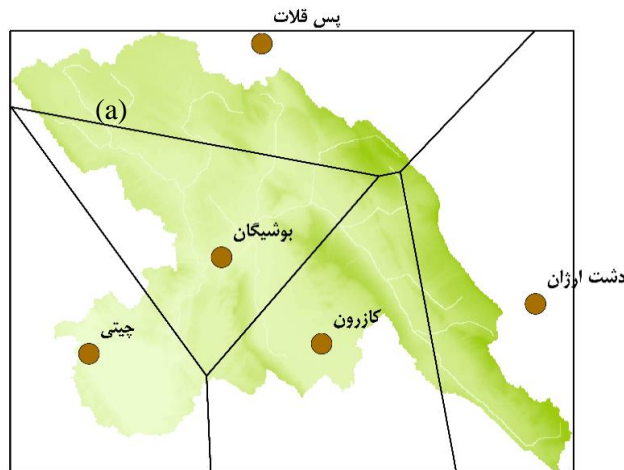 پس قلات
(a)
بوشیگان
دشت ارژان
کازرون
چیتی